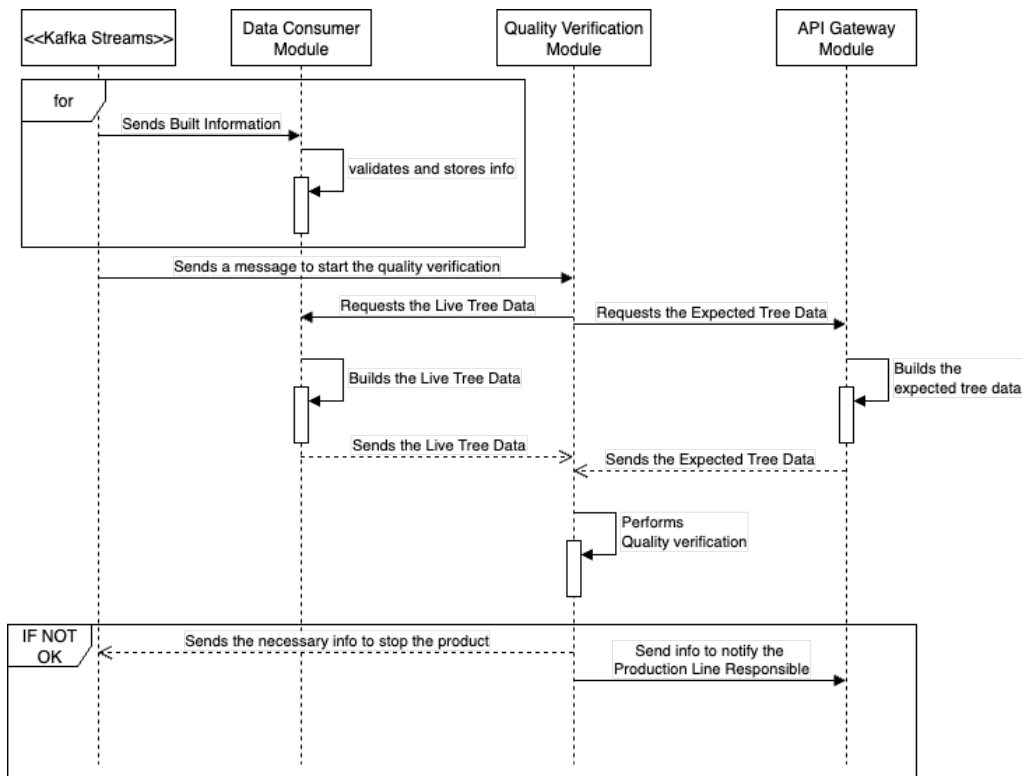 <<Kafka Streams>>
Data Consumer
Module
Quality Verification
Module
API Gateway
Module
for
Sends Built Information
validates and stores info
Sends a message to start the quality verification
Requests the Live Tree Data
Requests the Expected Tree Data
Builds the Live Tree Data
Builds the
expected tree data
Sends the Live Tree Data
Sends the Expected Tree Data
Performs
Quality verification
IF NOT
OK
Sends the necessary info to stop the product
Send info to notify the
Production Line Responsible